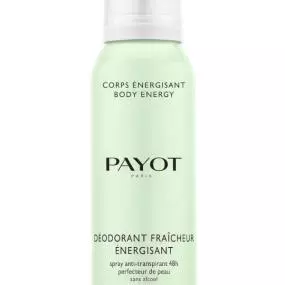 CORPS ÉNERGISANT
BODY ENERGY
PAYOT
PARIS
DÉODORANT FRAÎCHEUR
ÉNERGISANT
spray anti-transpirant 48h
perfecteur de peau
sans alcool